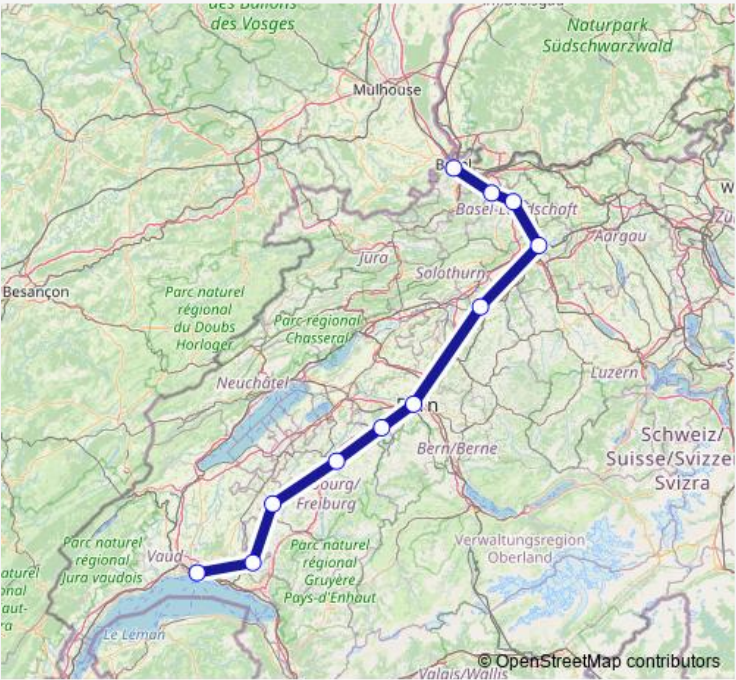 des Ballons
des Vosges
Naturpark
Südschwarzwald
Mulhouse
Basel-Landschaft
Zü
Aargau
Jura
Solothurn
Besançon
Parc naturel
régional
du Doubs
Horloger
Parc régional
Chasseral
Neuchâtel
Luzern
Bern/Berne
Schweiz/
Suisse/Svizze
Svizra
Freiburg
Verwaltungsregion
Oberland
Parc naturel
régional
Jura vaudois
Vaud
Parc naturel
régional
Gruyère
Pays-d'Enhaut
Le Léman
Valais/Wallis
© OpenStreetMap contributors